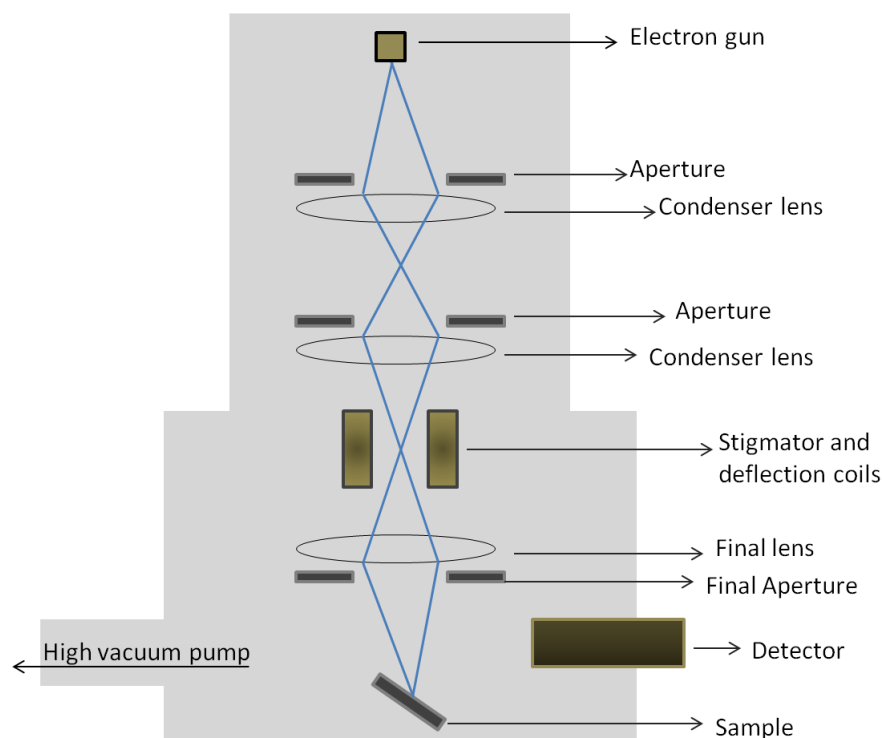 Electron gun
Aperture
Condenser lens
Aperture
Condenser lens
Stigmator and
deflection coils
Final lens
Final Aperture
High vacuum pump
Detector
Sample